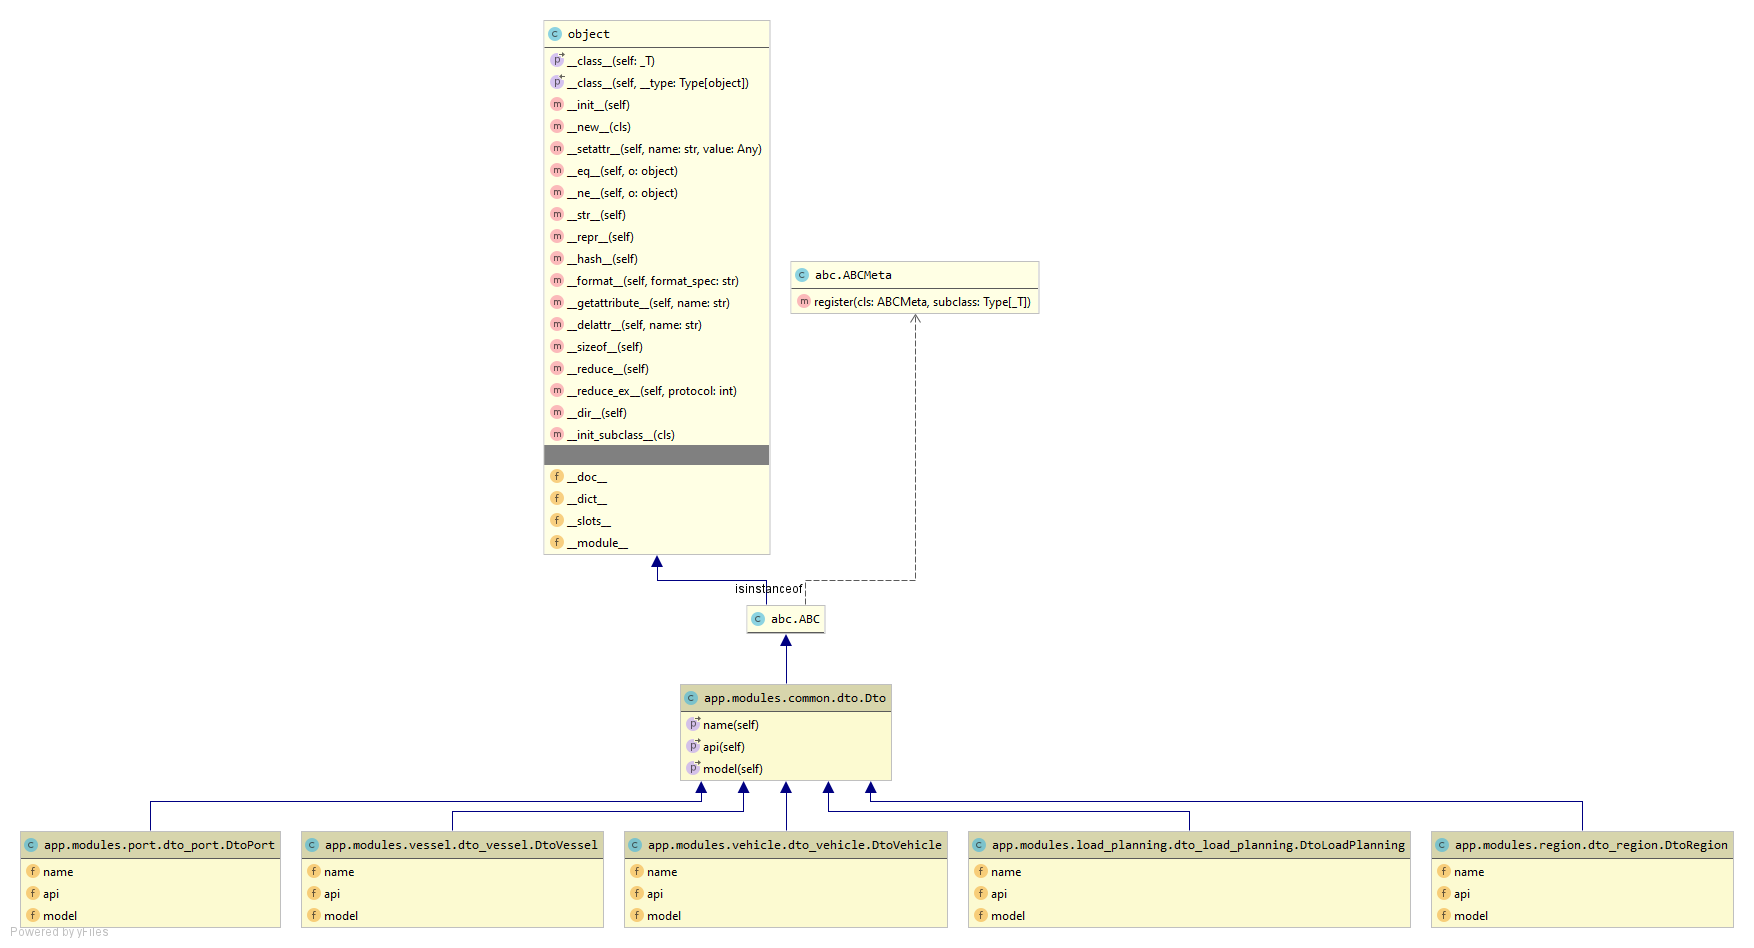 object
__class__(self: _T)
__class__(self, __type: Type[object])
__init__(self)
__new__(cls)
__setattr__(self, name: str, value: Any)
__eq__(self, o: object)
__ne__(self, o: object)
__str__(self)
__repr__(self)
__hash__(self)
__format__(self, format_spec: str)
__getattribute__(self, name: str)
__delattr__(self, name: str)
__sizeof__(self)
__reduce__(self)
__reduce_ex__(self, protocol: int)
__dir__(self)
__init_subclass__(cls)
__doc__
__dict__
__slots__
__module__
abc.ABCMeta
register(cls: ABCMeta, subclass: Type[_T])
isinstanceof
abc.ABC
app.modules.common.dto.Dto
name(self)
api(self)
model(self)
app.modules.port.dto_port.DtoPort
name
api
model
app.modules.vessel.dto_vessel.DtoVessel
name
api
model
app.modules.vehicle.dto_vehicle.DtoVehicle
name
api
model
app.modules.load_planning.dto_load_planning.DtoLoadPlanning
name
api
model
app.modules.region.dto_region.DtoRegion
name
api
model
Powered by yFiles